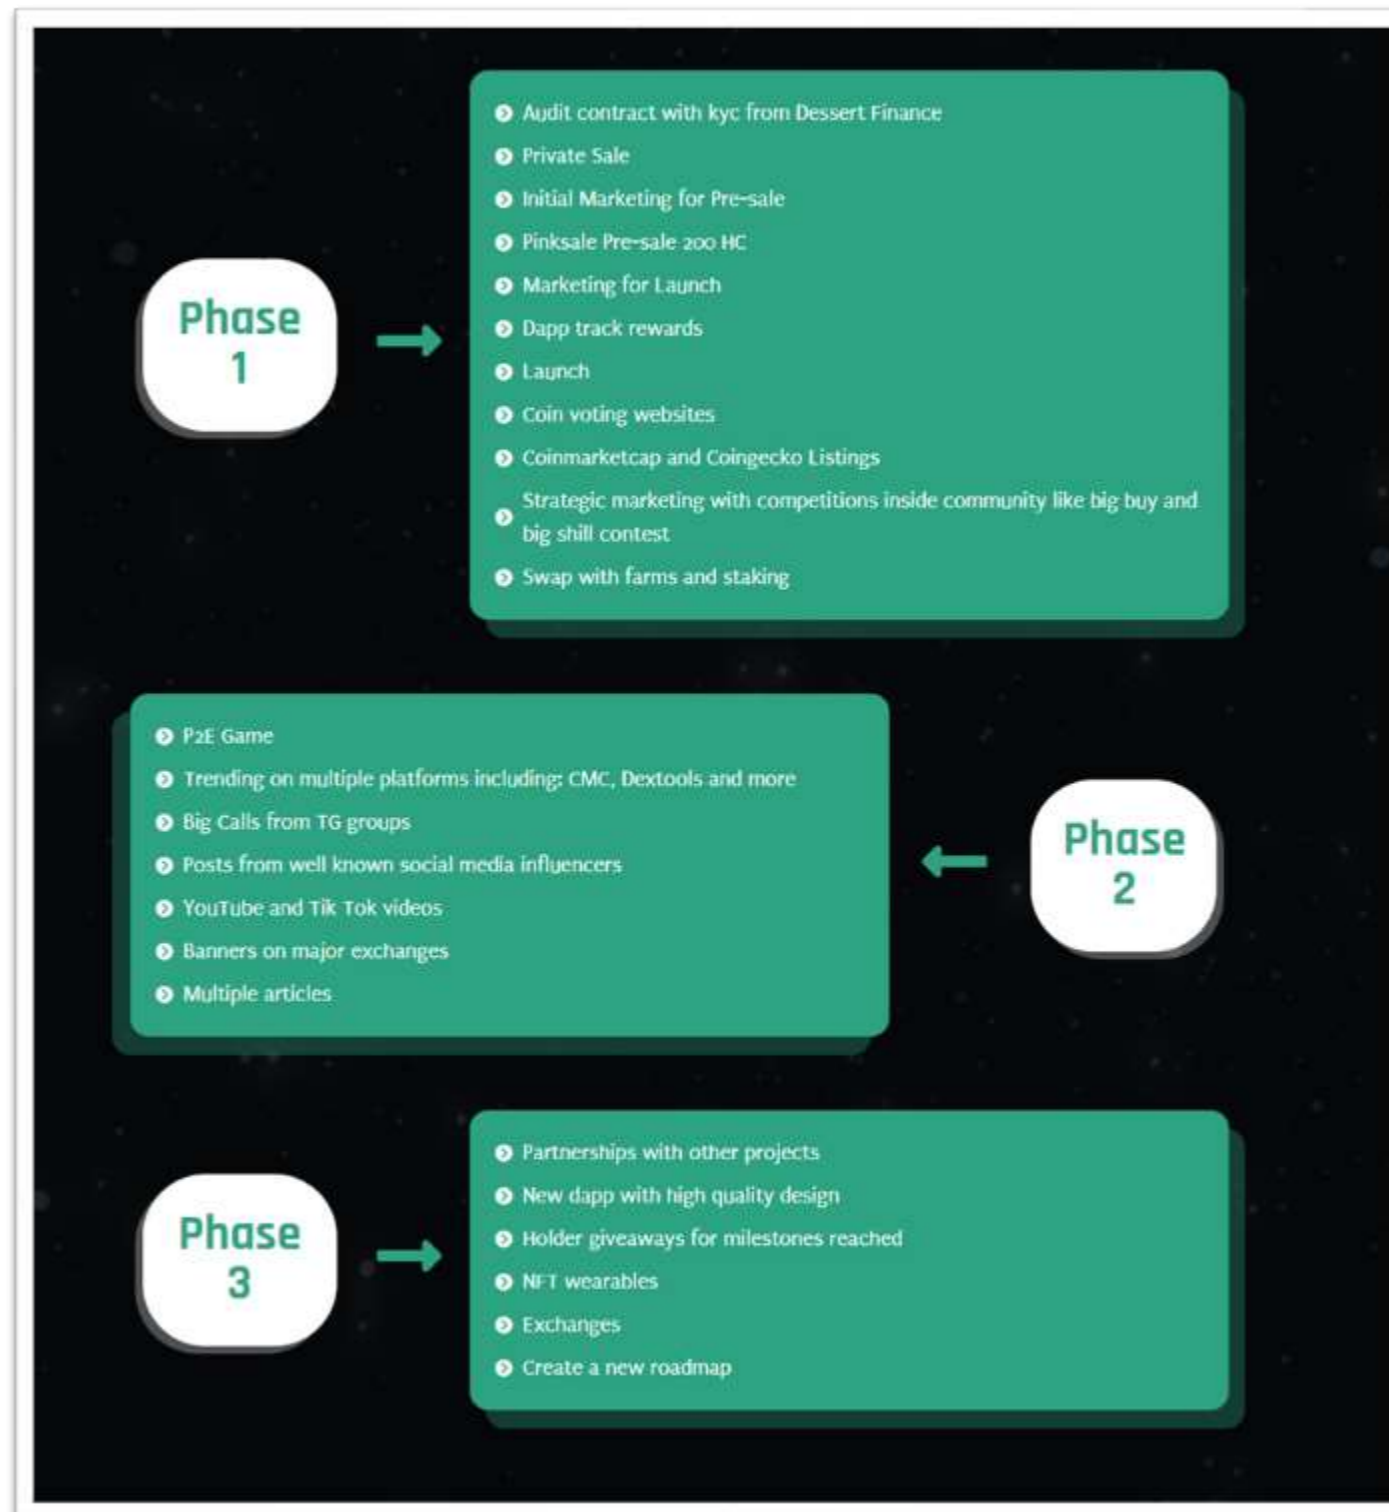 Phase
1
Audit contract with kyc from Dessert Finance
Private Sale
Initial Marketing for Pre-sale
Pinksale Pre-sale 200 HC
Marketing for Launch
Dapp track rewards
Launch
Coin voting websites
Coinmarketcap and Coingecko Listings
Strategic marketing with competitions inside community like big buy and
big shill contest
Swap with farms and staking
P2E Game
Trending on multiple platforms including: CMC, Dextools and more
Big Calls from TG groups
Posts from well known social media influencers
YouTube and Tik Tok videos
Banners on major exchanges
Multiple articles
Phase
2
Phase
3
Partnerships with other projects
New dapp with high quality design
Holder giveaways for milestones reached
NFT wearables
Exchanges
Create a new roadmap